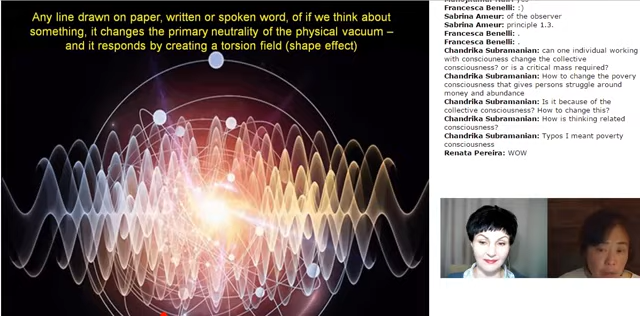 Any line drawn on paper, written or spoken word, of if we think about
something, it changes the primary neutrality of the physical vacuum –
and it responds by creating a torsion field (shape effect)
Francesca Benelli: :)
Sabrina Ameur: of the observer
Sabrina Ameur: principle 1.3.
Francesca Benelli: .
Francesca Benelli: .
Chandrika Subramanian: can one individual working
with consciouness change the collective
consciousness? or is a critical mass required?
Chandrika Subramanian: How to change the povery
consciousness that gives persons struggle around
money and abundance
Chandrika Subramanian: Is it because of the
collective consciousness? How to change this?
Chandrika Subramanian: How is thinking related
consciousness?
Chandrika Subramanian: Typos I meant poverty
consciousness
Renata Pereira: WOW